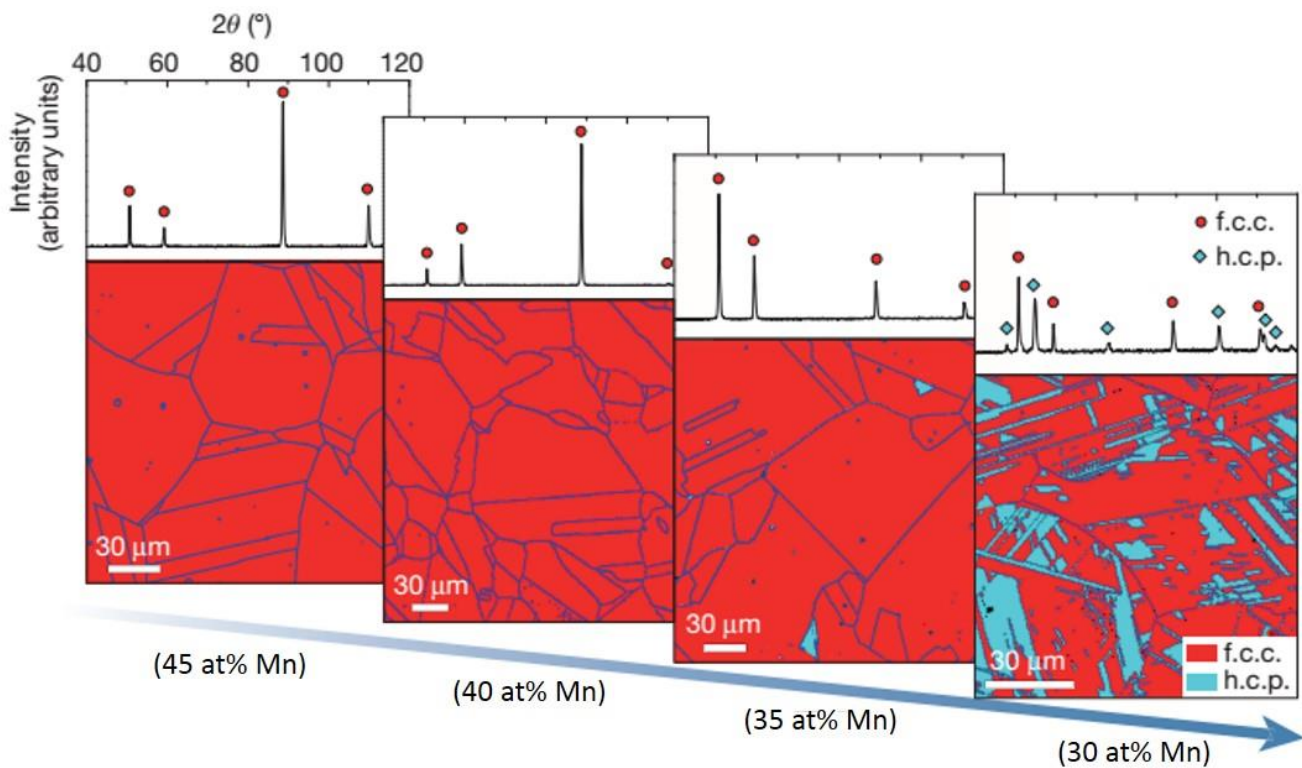 2θ (°)
40 60 80 100 120
Intensity
(arbitrary units)
f.c.c.
h.c.p.
30 μm
30 μm
30 μm
30 μm
f.c.c.
h.c.p.
(45 at% Mn)
(40 at% Mn)
(35 at% Mn)
(30 at% Mn)